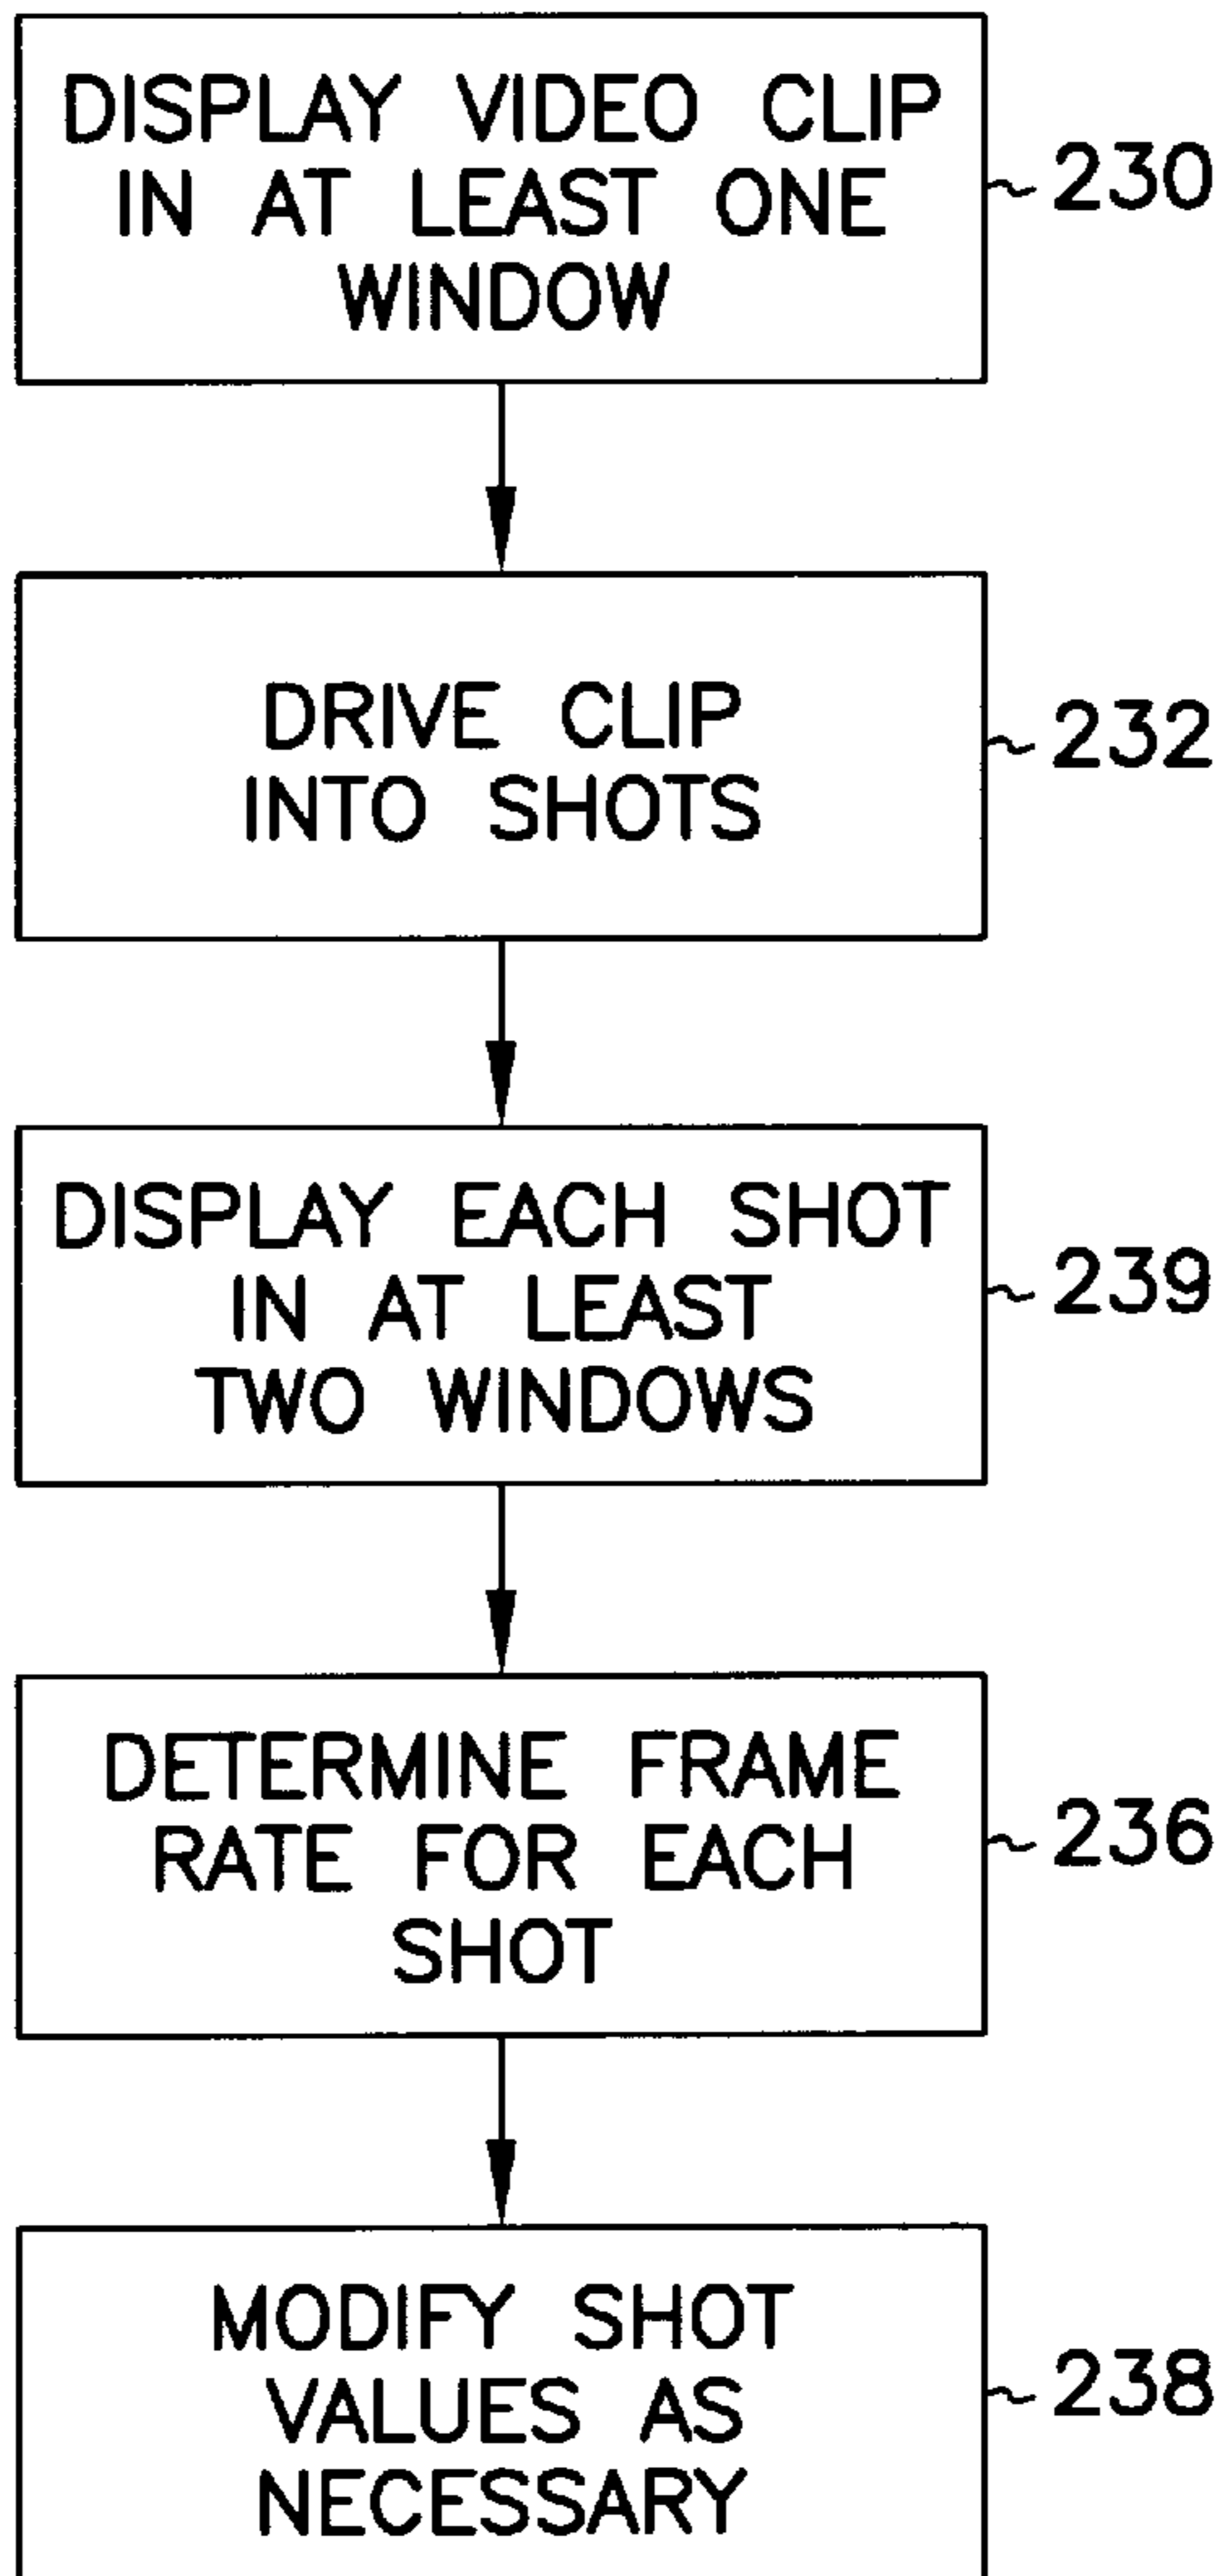 DISPLAY VIDEO CLIP
IN AT LEAST ONE
WINDOW
230
DRIVE CLIP
INTO SHOTS
232
DISPLAY EACH SHOT
IN AT LEAST
TWO WINDOWS
239
DETERMINE FRAME
RATE FOR EACH
SHOT
236
MODIFY SHOT
VALUES AS
NECESSARY
238